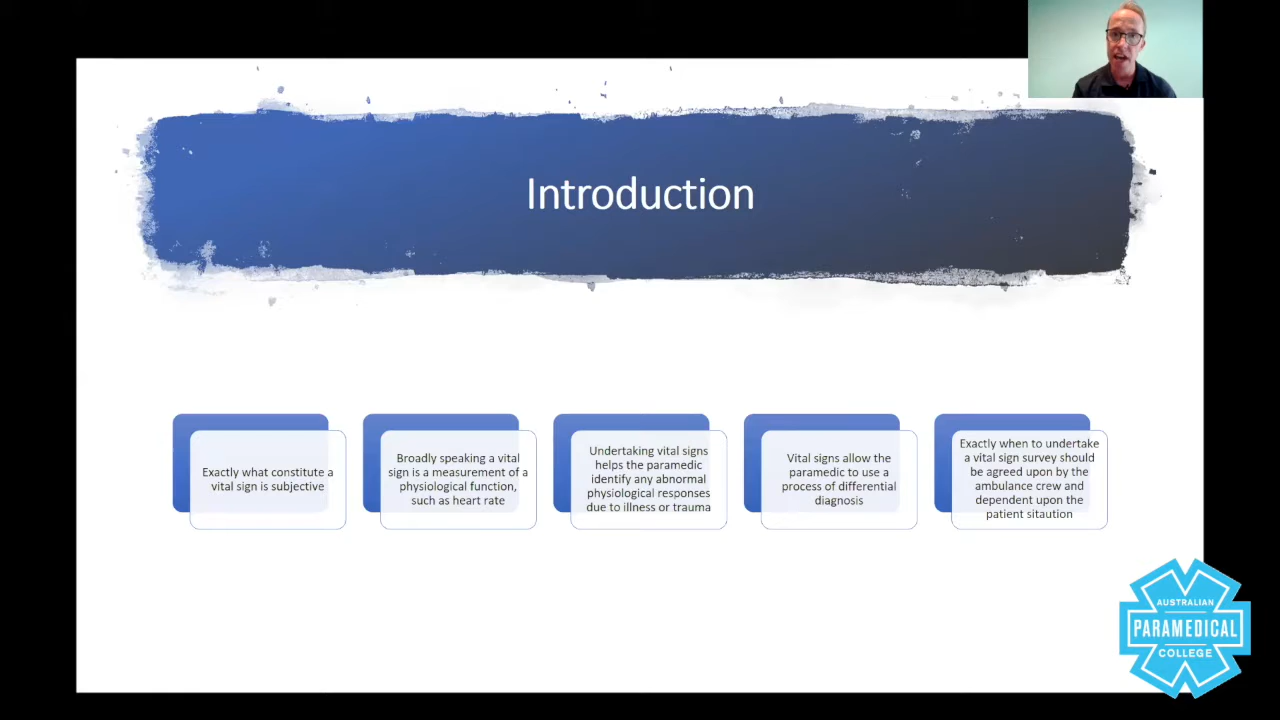 Introduction
Exactly what constitute a
vital sign is subjective
Broadly speaking a vital
sign is a measurement of a
physiological function,
such as heart rate
Undertaking vital signs
helps the paramedic
identify any abnormal
physiological responses
due to illness or trauma
Vital signs allow the
paramedic to use a
process of differential
diagnosis
Exactly when to undertake
a vital sign survey should
be agreed upon by the
ambulance crew and
dependent upon the
patient sitaution
AUSTRALIAN
PARAMEDICAL
COLLEGE